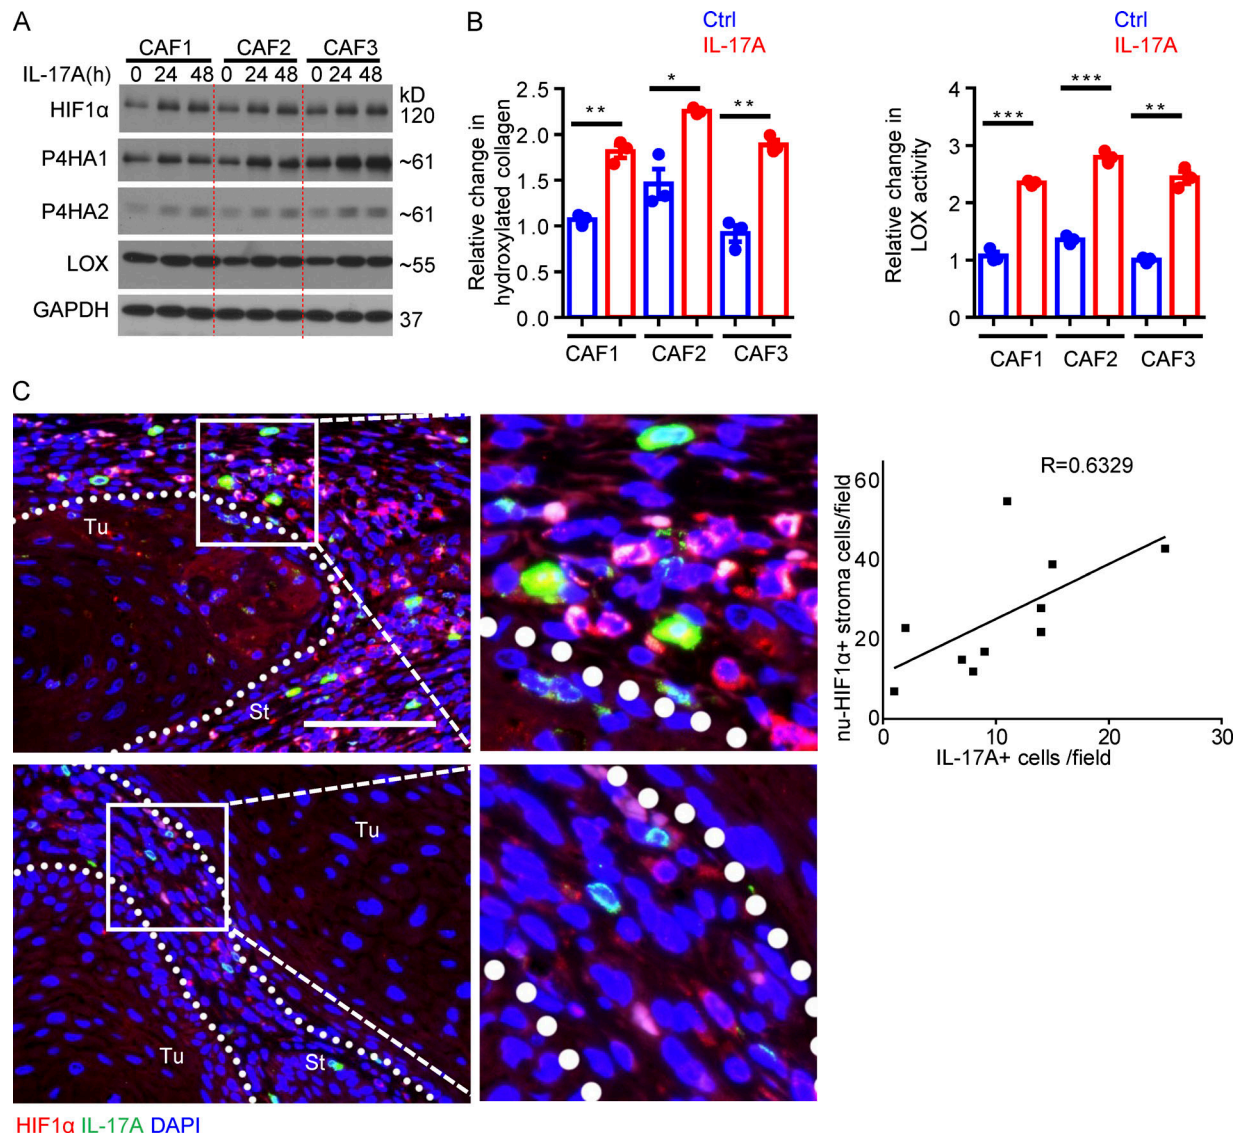 A
CAF1 CAF2 CAF3
IL-17A(h) 0 24 48 0 24 48 0 24 48 kD
HIF1α 120
P4HA1 ~61
P4HA2 ~61
LOX ~55
GAPDH 37
B
Ctrl
IL-17A
Relative change in
hydroxylated collagen
2.5
2.0
1.5
1.0
0.5
0.0
** * **
CAF1 CAF2 CAF3
Ctrl
IL-17A
Relative change in
LOX activity
4
3
2
1
0
*** *** **
CAF1 CAF2 CAF3
C
Tu
St
Tu
Tu
St
HIF1α IL-17A DAPI
R=0.6329
nu-HIF1α+ stroma cells/field
60
40
20
0
0 10 20 30
IL-17A+ cells /field